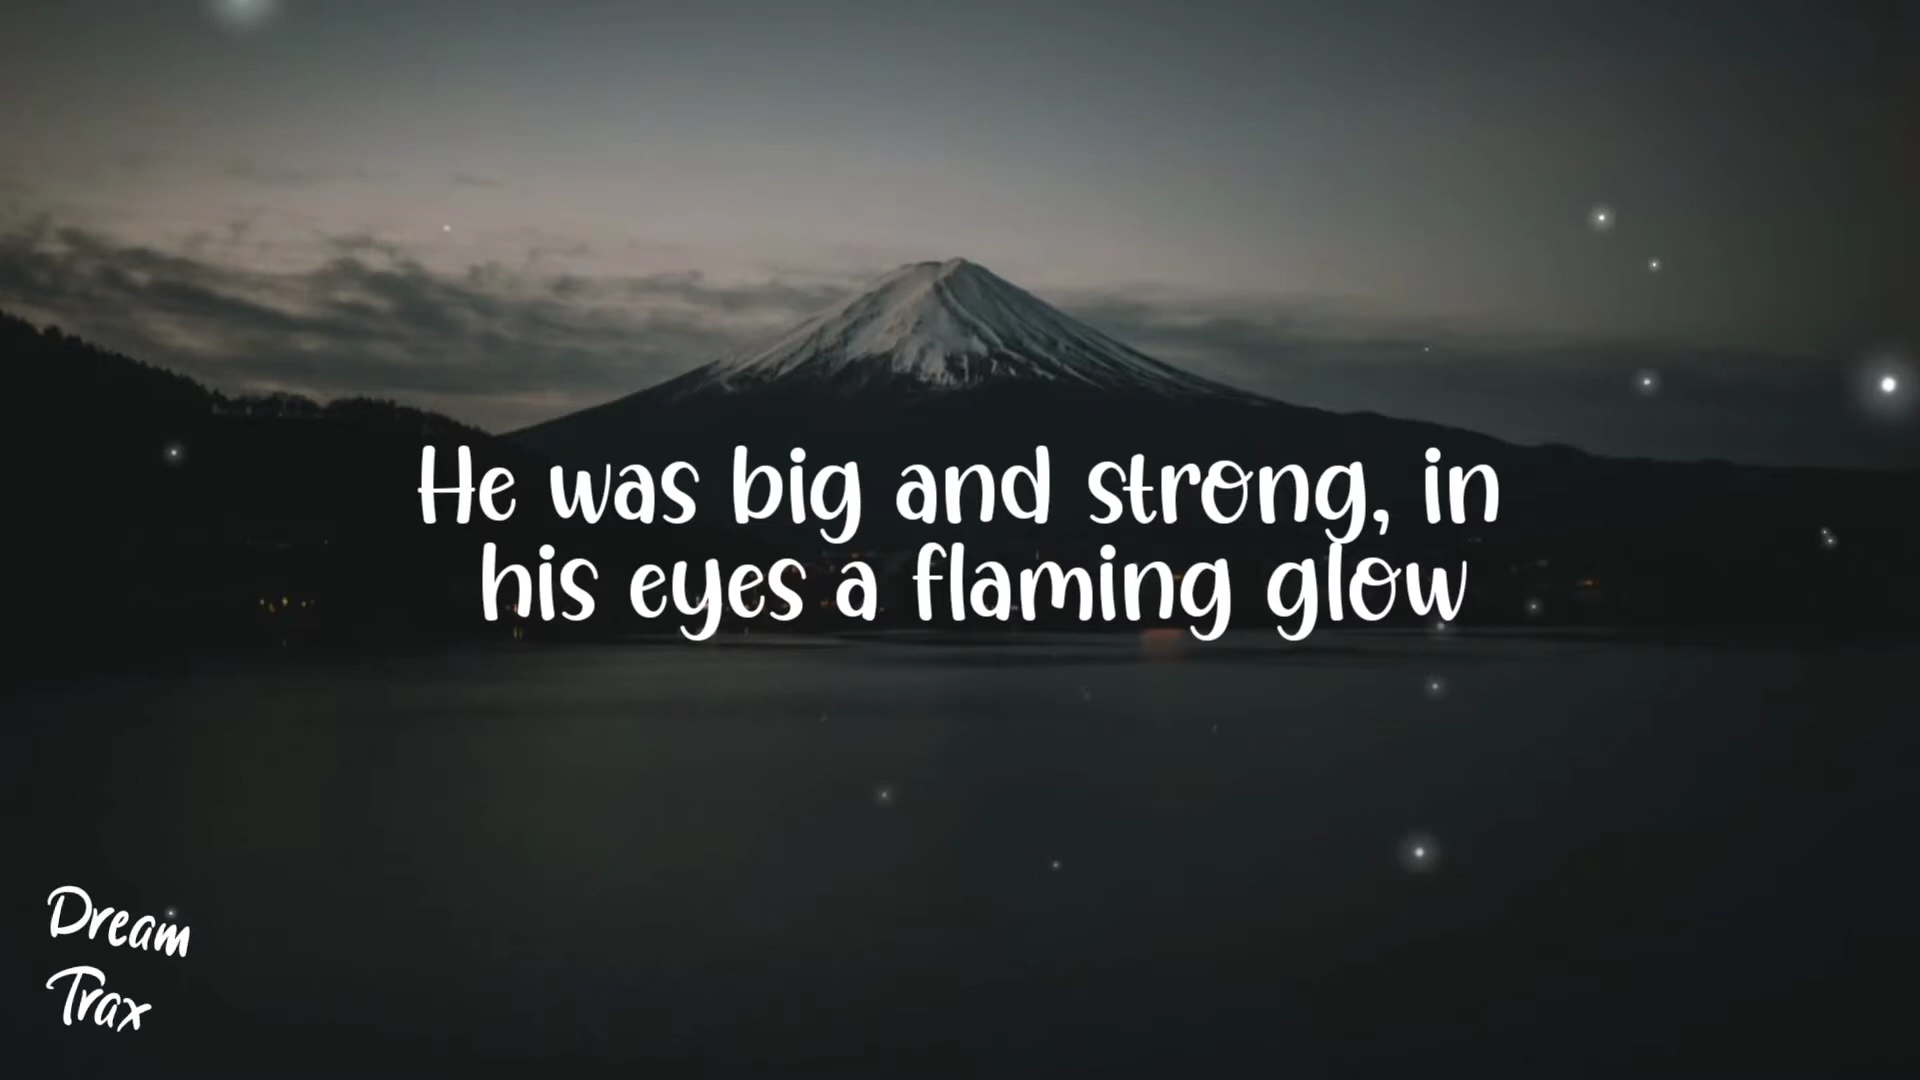 He was big and strong, in
his eyes a flaming glow
Dream
Trax